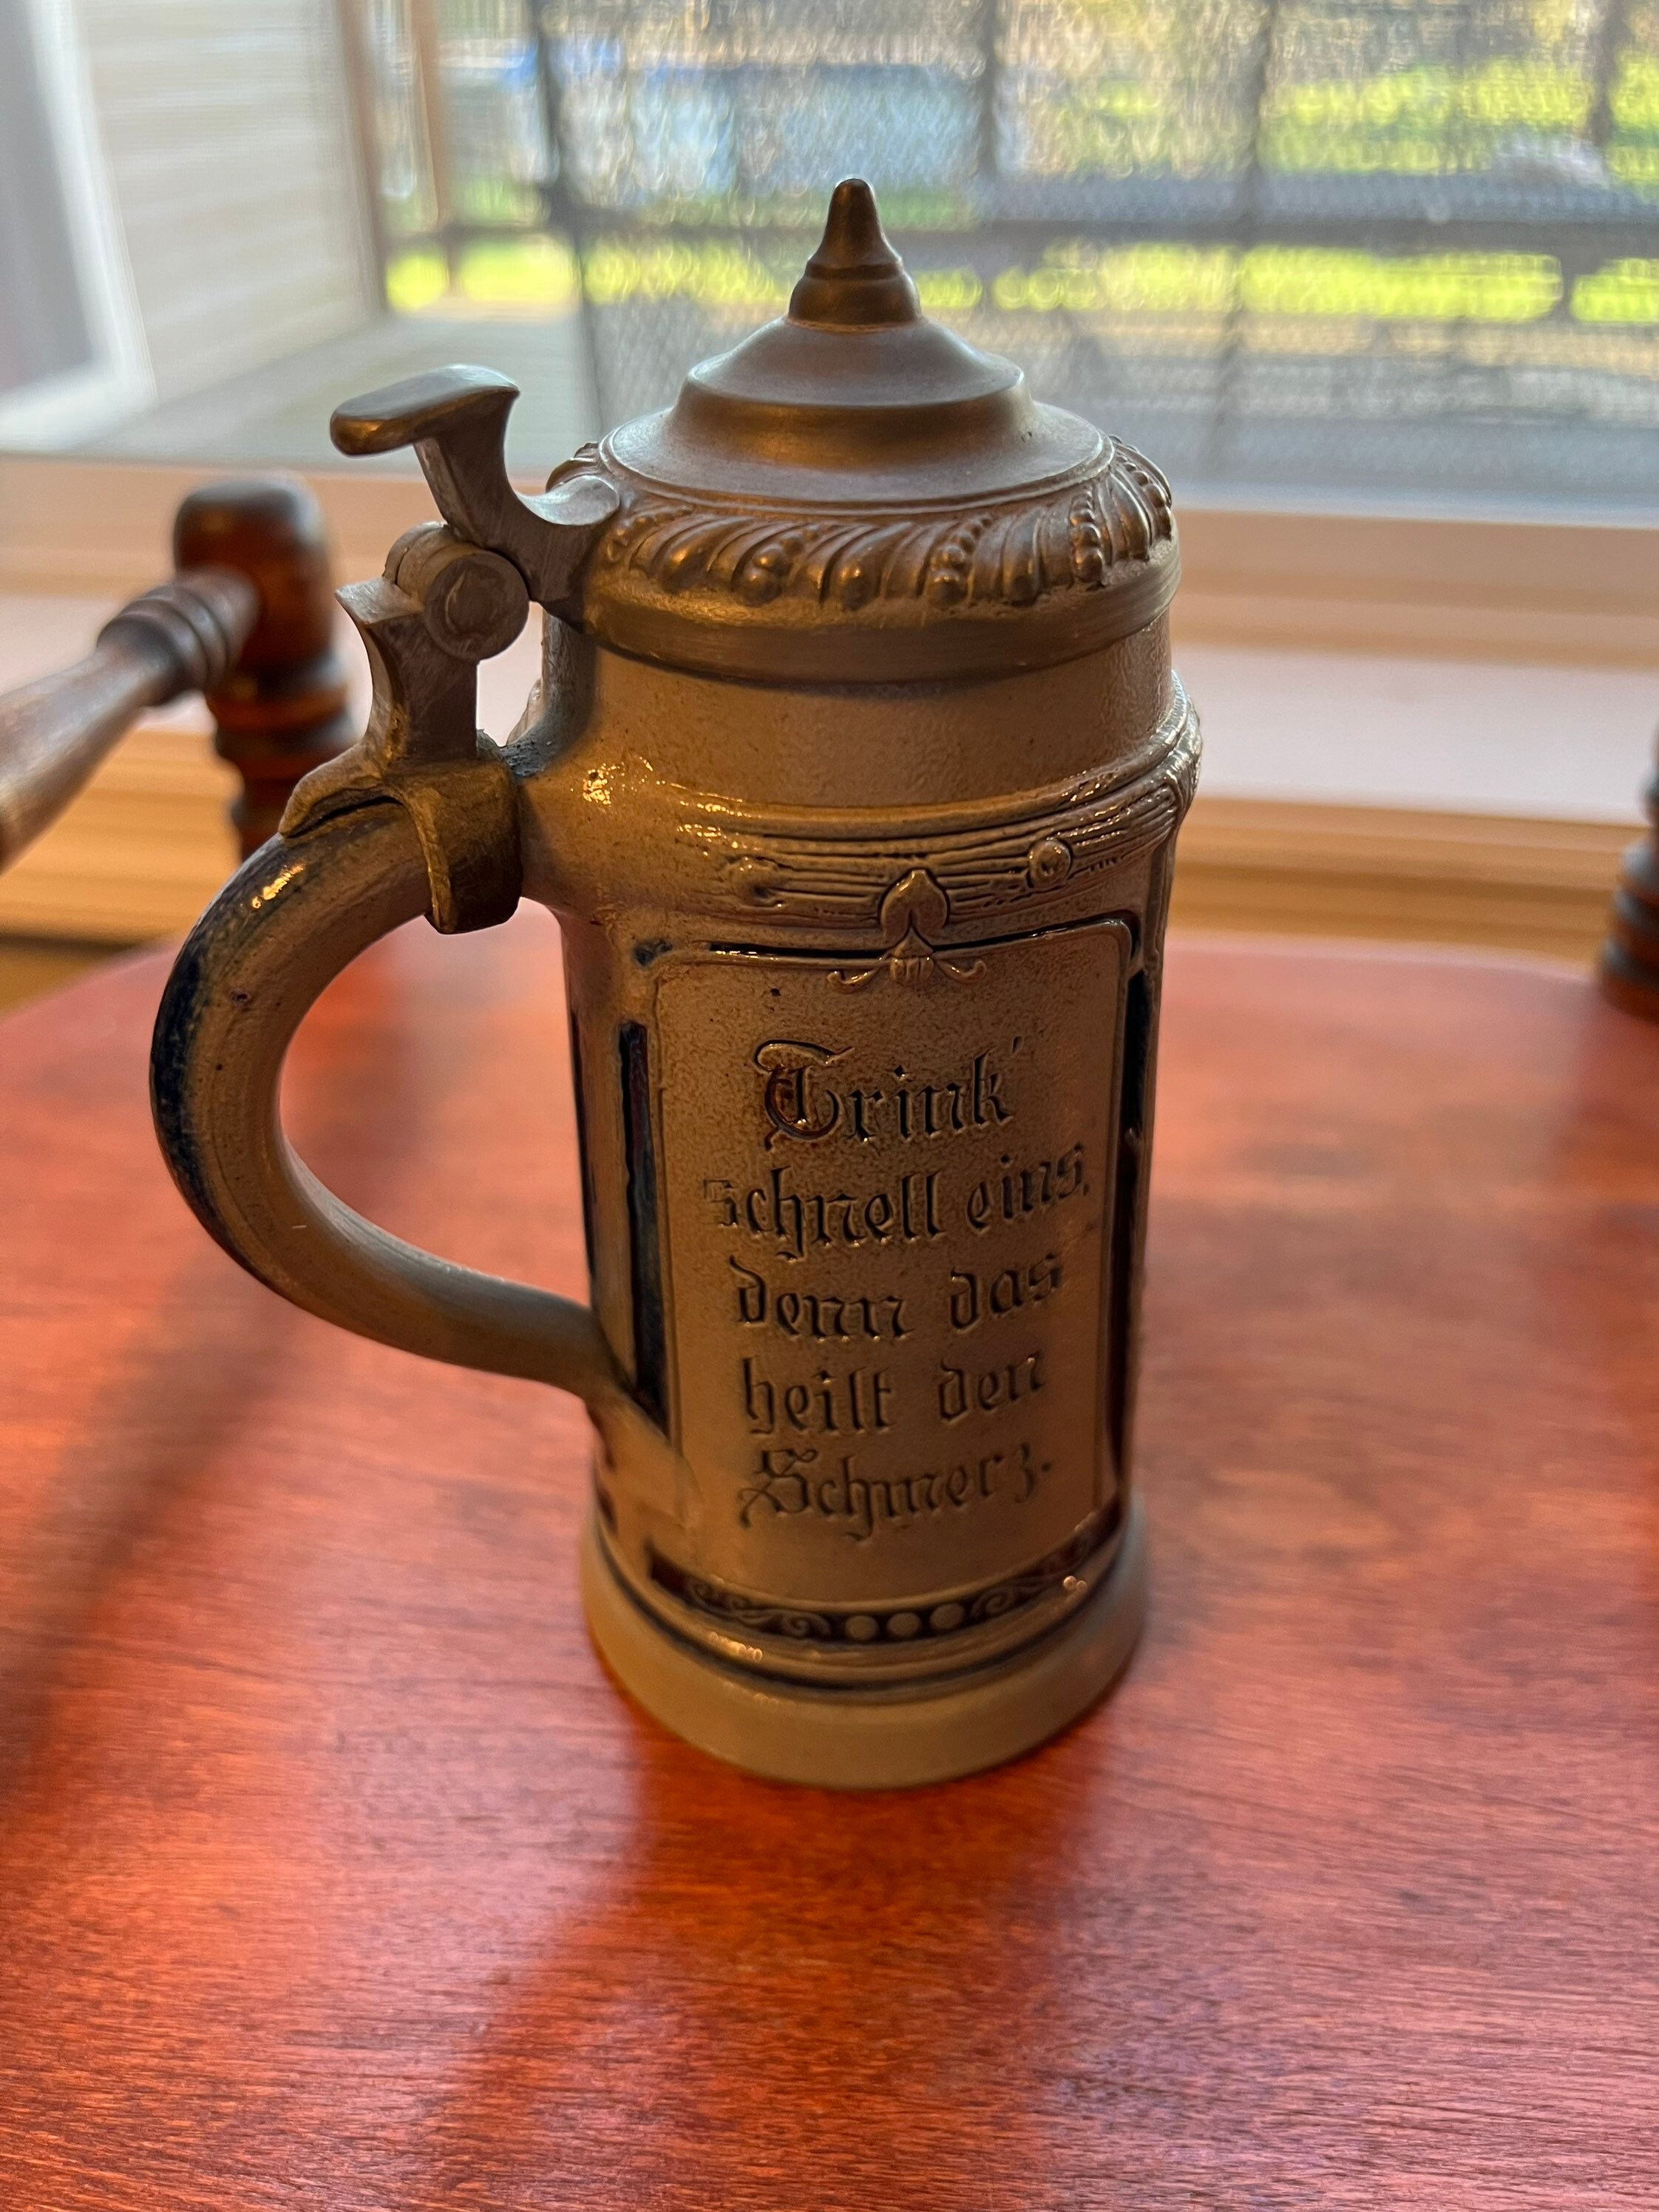 Trink'
schnell eins,
denn das
heilt den
Schmerz.